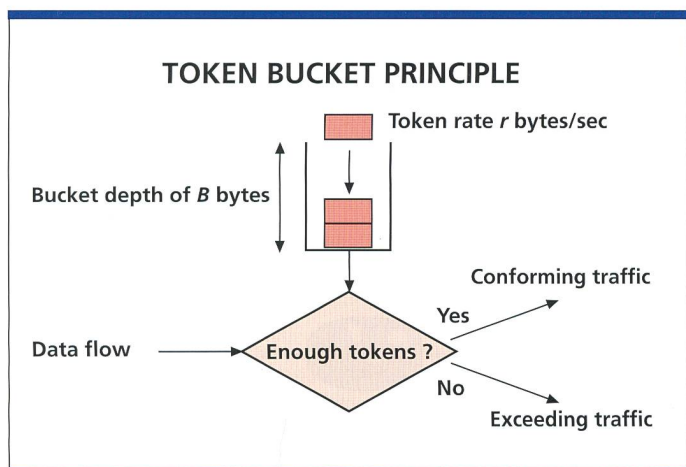 TOKEN BUCKET PRINCIPLE
Token rate r bytes/sec
Bucket depth of B bytes
Conforming traffic
Yes
Data flow
Enough tokens ?
No
Exceeding traffic